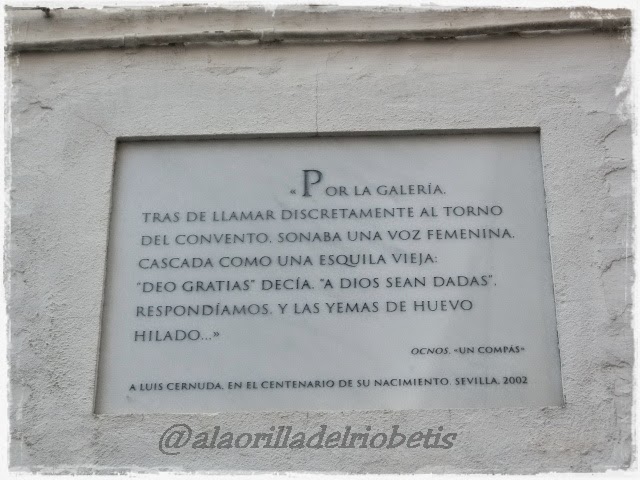 « POR LA GALERÍA,
TRAS DE LLAMAR DISCRETAMENTE AL TORNO
DEL CONVENTO, SONABA UNA VOZ FEMENINA,
CASCADA COMO UNA ESQUILA VIEJA:
"DEO GRATIAS" DECÍA. "A DIOS SEAN DADAS",
RESPONDÍAMOS. Y LAS YEMAS DE HUEVO
HILADO...»
OCNOS, «UN COMPÁS»
A LUIS CERNUDA, EN EL CENTENARIO DE SU NACIMIENTO. SEVILLA, 2002
@alaorilladelriobetis